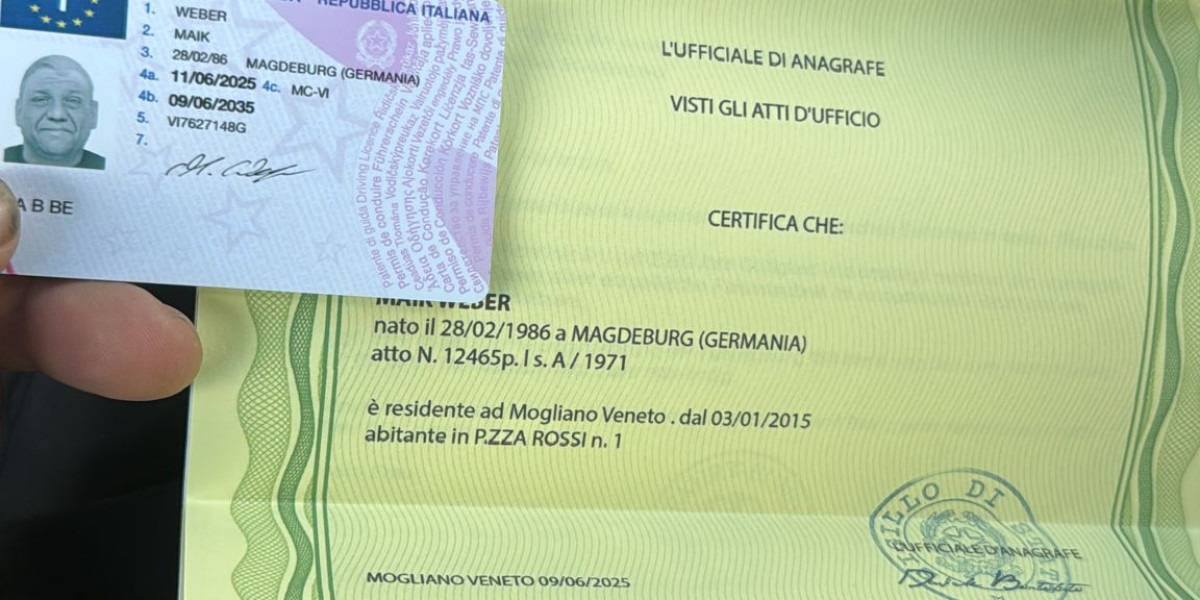 REPUBBLICA ITALIANA
1. WEBER
2. MAIK
3. 28/02/86 MAGDEBURG (GERMANIA)
4a. 11/06/2025 4c. MC-VI
4b. 09/06/2035
5. VI7627148G
7.
A B BE
L'UFFICIALE DI ANAGRAFE
VISTI GLI ATTI D'UFFICIO
CERTIFICA CHE:
MAIK WEBER
nato il 28/02/1986 a MAGDEBURG (GERMANIA)
atto N. 12465p. I s. A / 1971
è residente ad Mogliano Veneto . dal 03/01/2015
abitante in P.ZZA ROSSI n. 1
L'UFFICIALE D'ANAGRAFE
MOGLIANO VENETO 09/06/2025